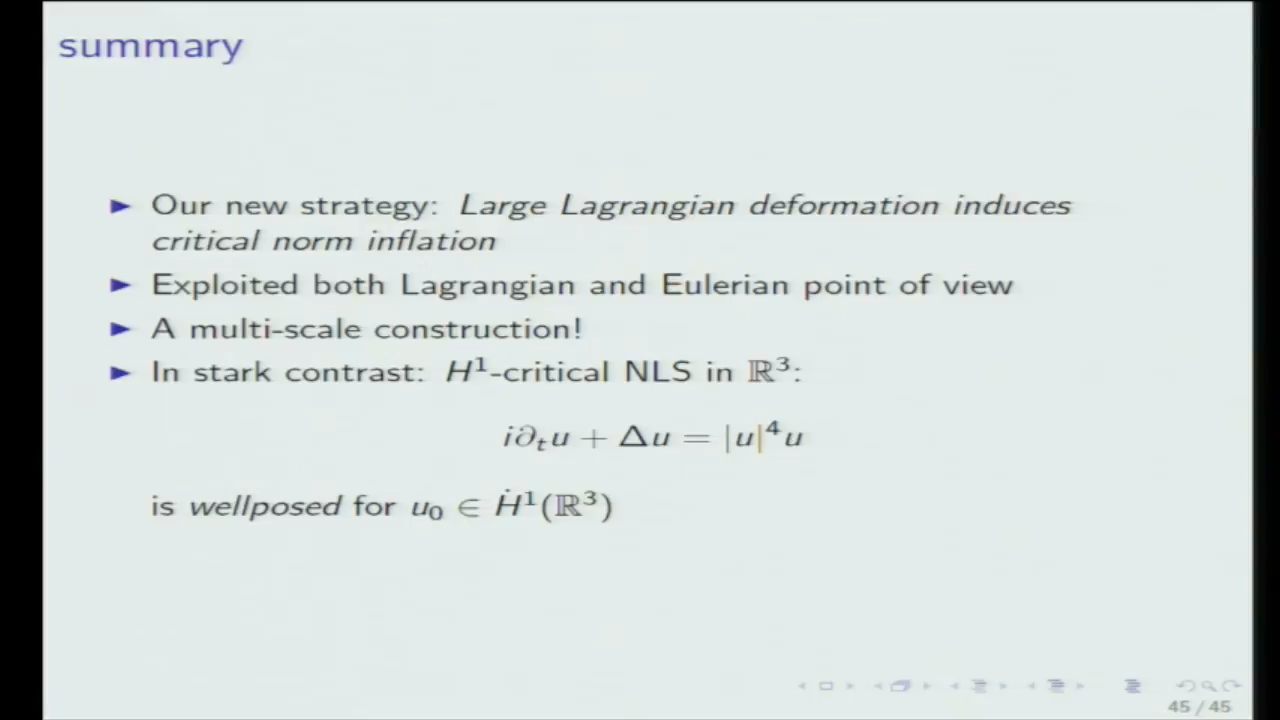 summary
► Our new strategy: Large Lagrangian deformation induces
critical norm inflation
► Exploited both Lagrangian and Eulerian point of view
► A multi-scale construction!
► In stark contrast: H¹-critical NLS in ℝ³:
i∂ₜu + Δu = |u|⁴u
is wellposed for u₀ ∈ Ḣ¹(ℝ³)
45 / 45